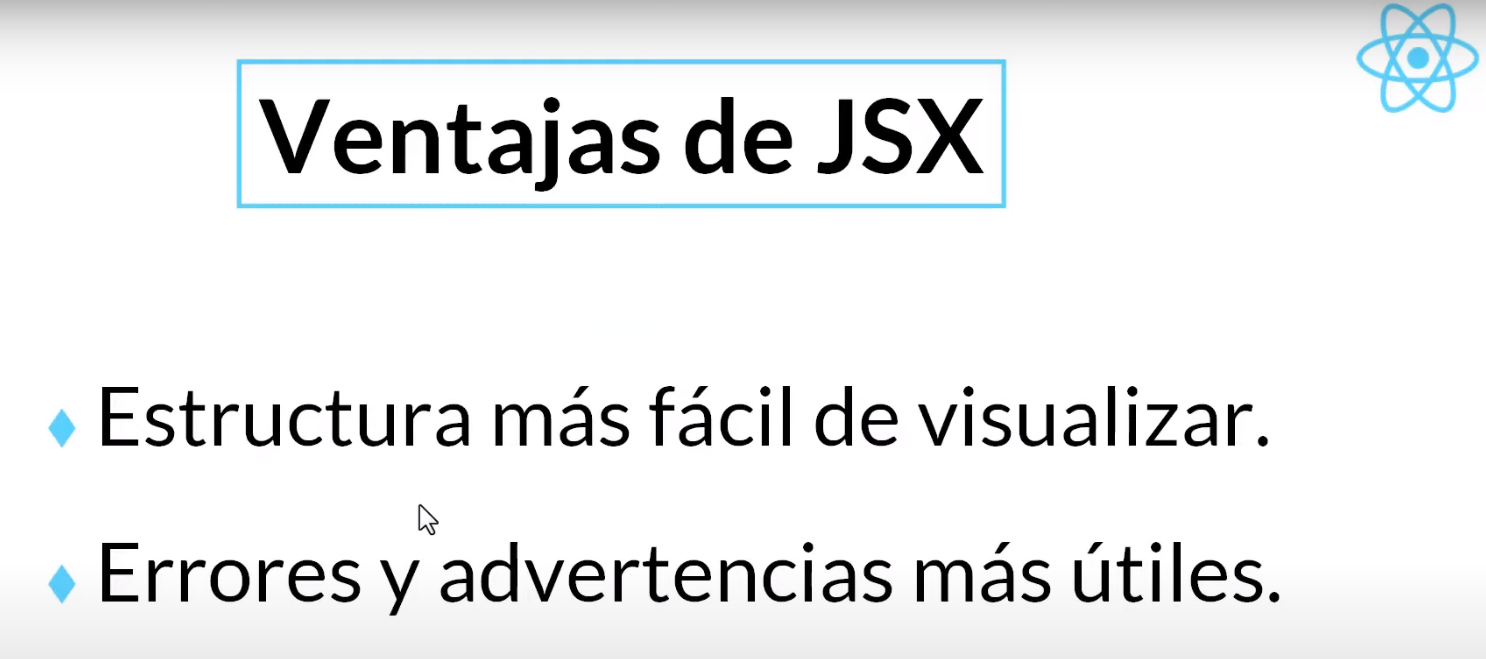 Ventajas de JSX
Estructura más fácil de visualizar.
Errores y advertencias más útiles.